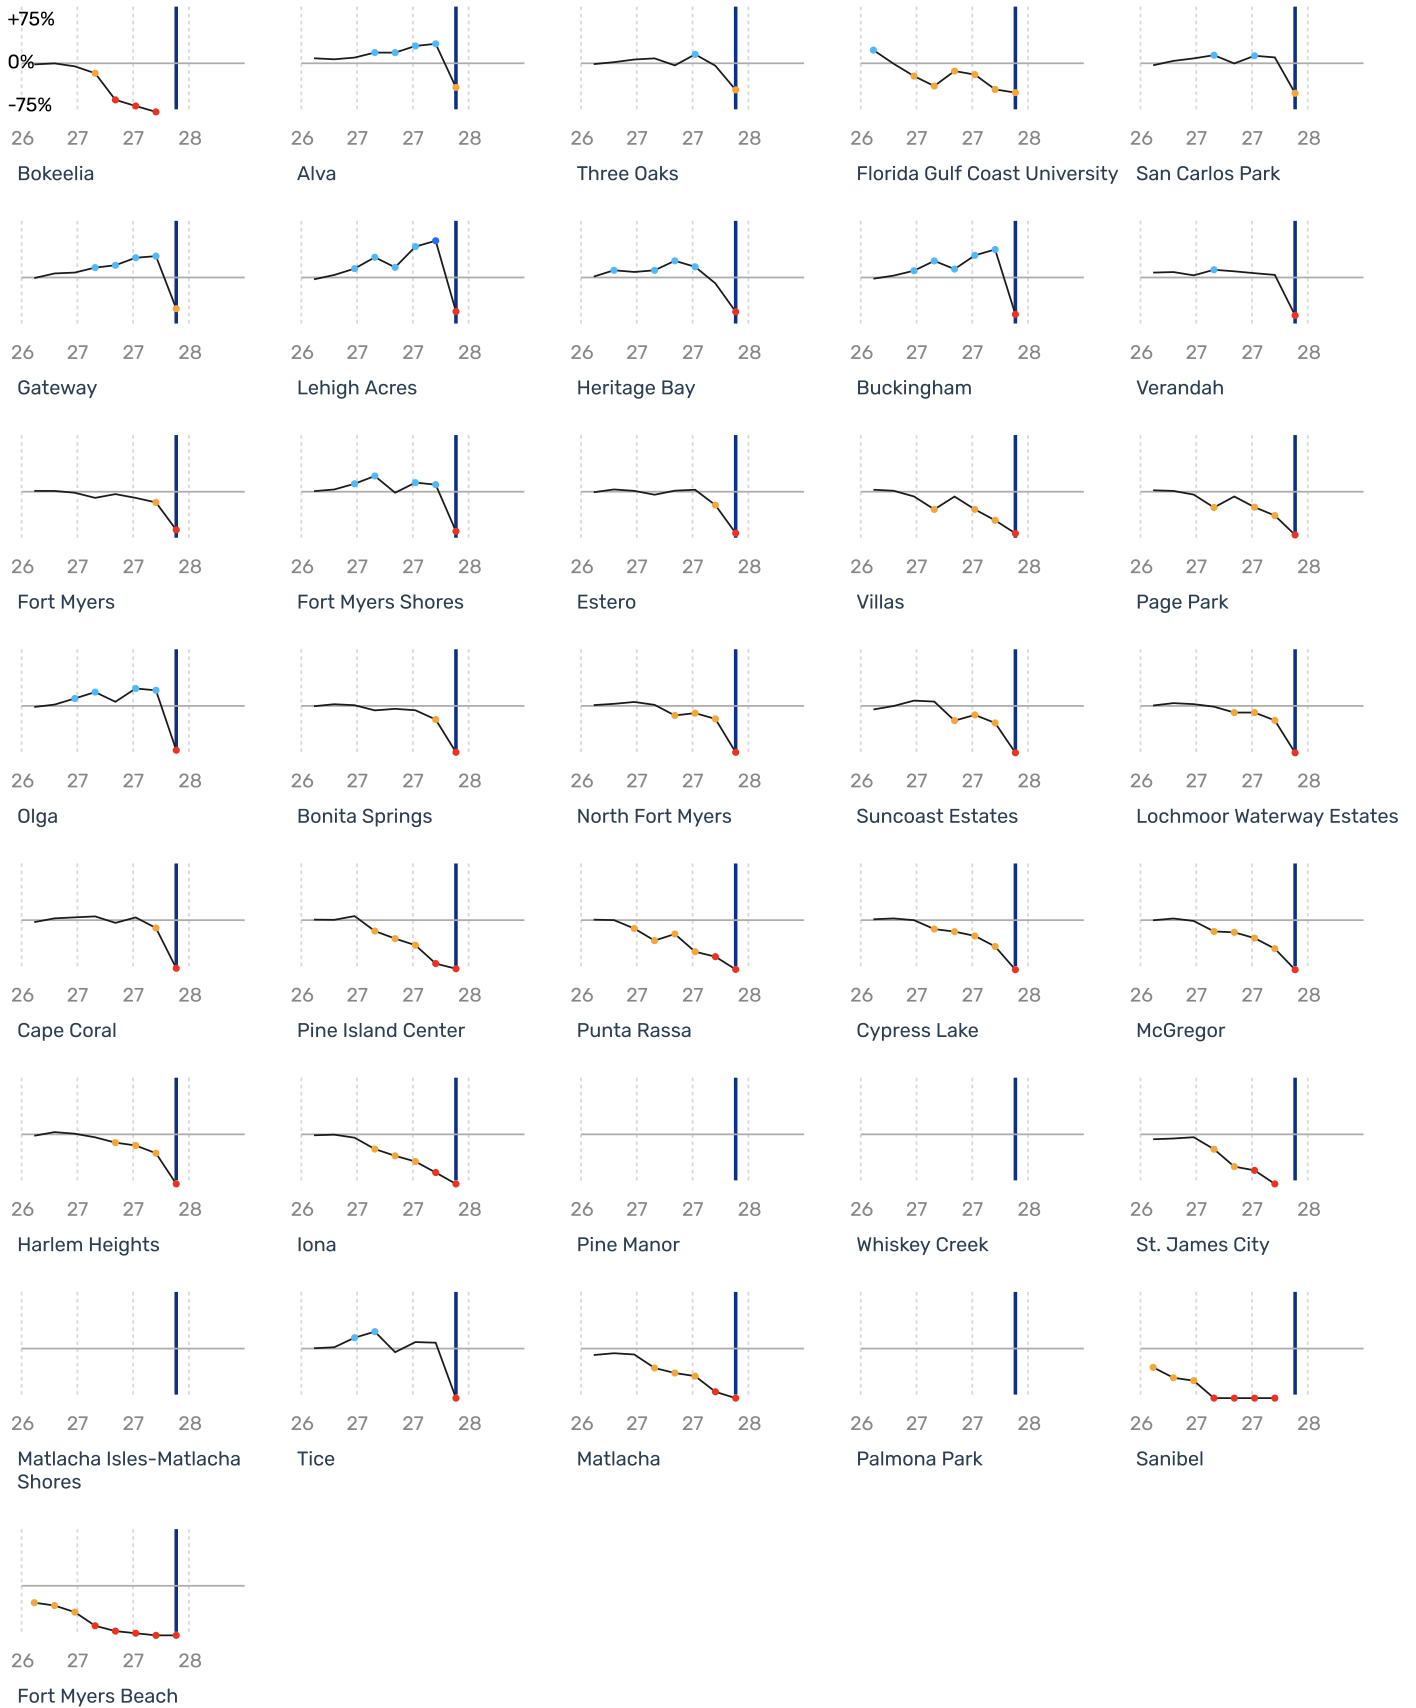 +75%
0%
-75%
26 27 27 28
26 27 27 28
26 27 27 28
26 27 27 28
26 27 27 28
Bokeelia
Alva
Three Oaks
Florida Gulf Coast University
San Carlos Park
26 27 27 28
26 27 27 28
26 27 27 28
26 27 27 28
26 27 27 28
Gateway
Lehigh Acres
Heritage Bay
Buckingham
Verandah
26 27 27 28
26 27 27 28
26 27 27 28
26 27 27 28
26 27 27 28
Fort Myers
Fort Myers Shores
Estero
Villas
Page Park
26 27 27 28
26 27 27 28
26 27 27 28
26 27 27 28
26 27 27 28
Olga
Bonita Springs
North Fort Myers
Suncoast Estates
Lochmoor Waterway Estates
26 27 27 28
26 27 27 28
26 27 27 28
26 27 27 28
26 27 27 28
Cape Coral
Pine Island Center
Punta Rassa
Cypress Lake
McGregor
26 27 27 28
26 27 27 28
26 27 27 28
26 27 27 28
26 27 27 28
Harlem Heights
Iona
Pine Manor
Whiskey Creek
St. James City
26 27 27 28
26 27 27 28
26 27 27 28
26 27 27 28
26 27 27 28
Matlacha Isles-Matlacha
Shores
Tice
Matlacha
Palmona Park
Sanibel
26 27 27 28
Fort Myers Beach